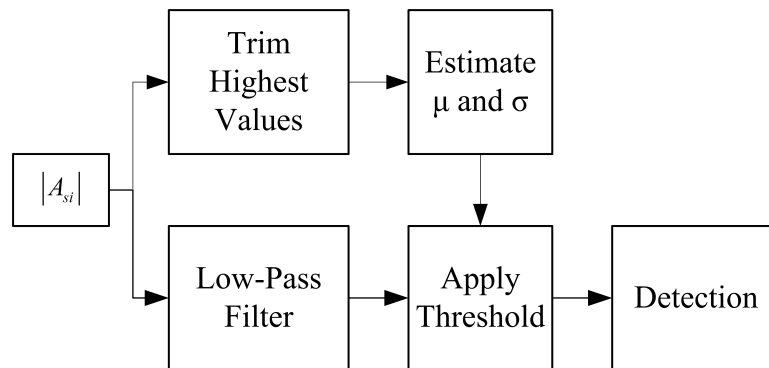 Trim
Highest
Values
Estimate
μ and σ
|A_si|
Low-Pass
Filter
Apply
Threshold
Detection